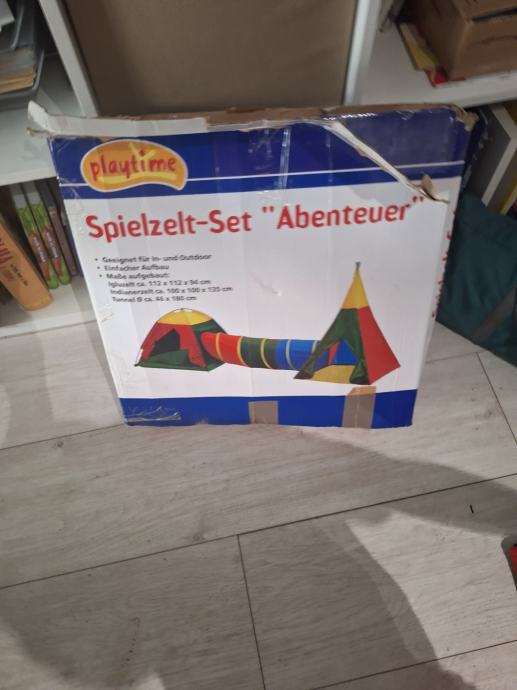 playtime
Spielzelt-Set "Abenteuer"
• Geeignet für In- und Outdoor
• Einfacher Aufbau
• Maße aufgebaut:
Igluzelt ca. 112 x 112 x 94 cm
Indianerzelt ca. 100 x 100 x 135 cm
Tunnel Ø ca. 46 x 180 cm